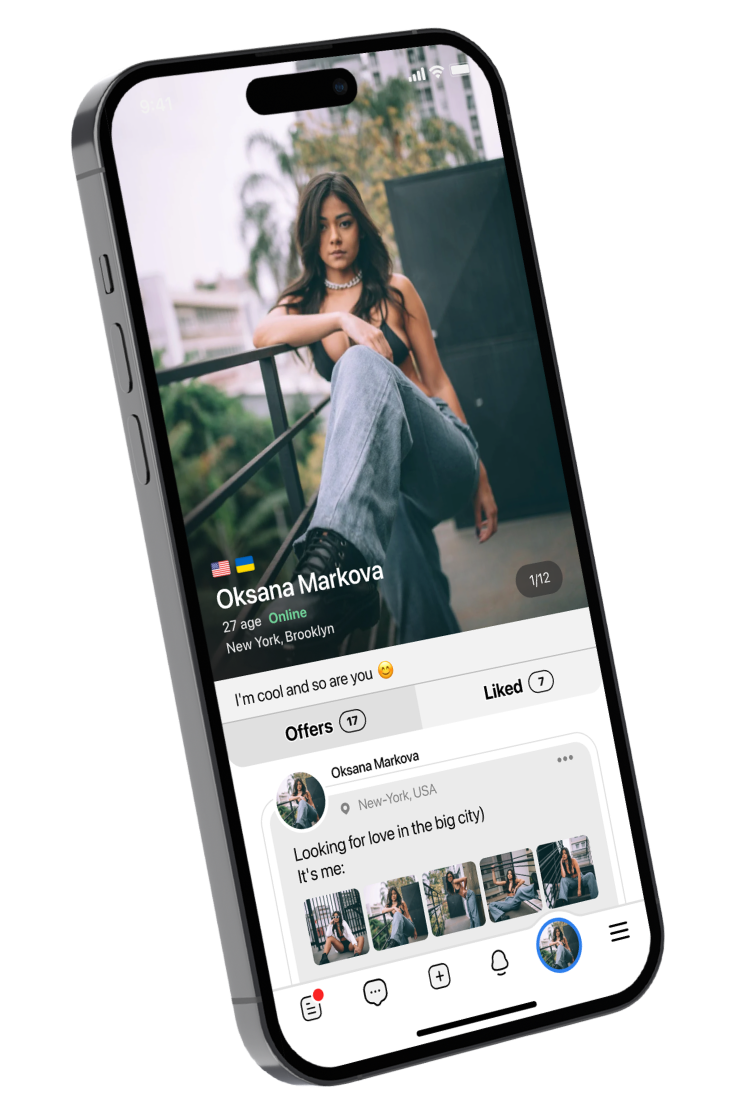 9:41
Oksana Markova
1/12
27 age Online
New York, Brooklyn
I'm cool and so are you 😊
Offers 17
Liked 7
Oksana Markova
New-York, USA
Looking for love in the big city)
It's me: